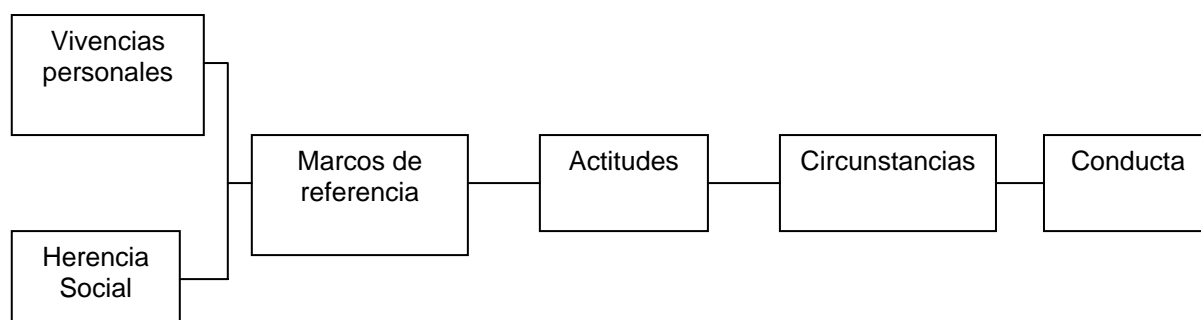 Vivencias
personales
Marcos de
referencia
Actitudes
Circunstancias
Conducta
Herencia
Social